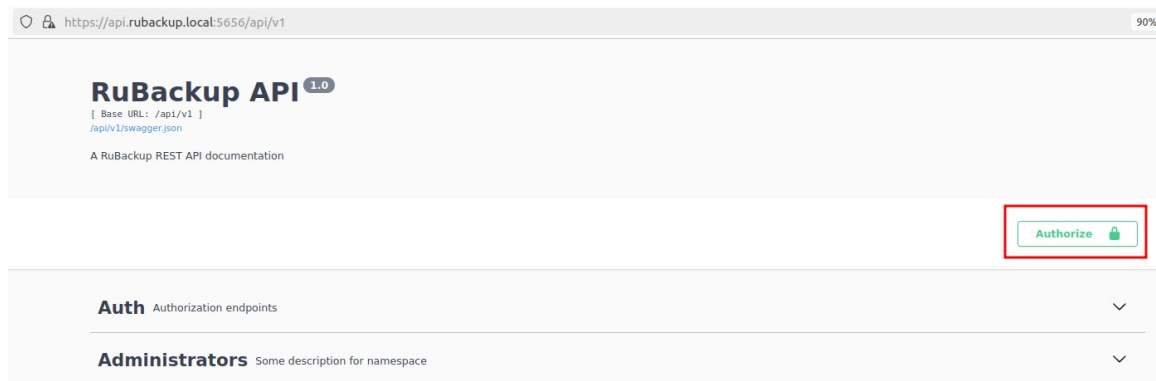 https://api.rubackup.local:5656/api/v1
90%
RuBackup API 1.0
[ Base URL: /api/v1 ]
/api/v1/swagger.json
A RuBackup REST API documentation
Authorize
Auth Authorization endpoints
Administrators Some description for namespace